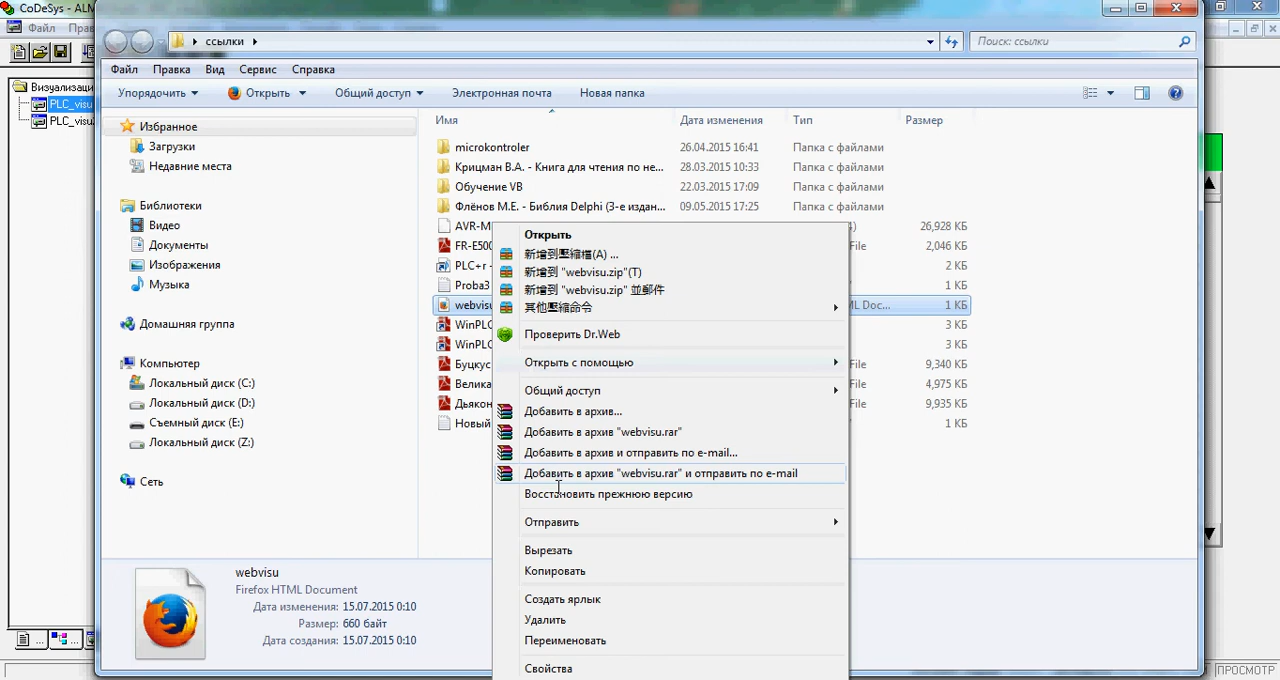 CoDeSys - ALM
Файл Прав
ссылки
Поиск: ссылки
Файл Правка Вид Сервис Справка
Упорядочить Открыть Общий доступ Электронная почта Новая папка
Визуализаци
PLC_visu
PLC_visu
Избранное
Загрузки
Недавние места
Библиотеки
Видео
Документы
Изображения
Музыка
Домашняя группа
Компьютер
Локальный диск (C:)
Локальный диск (D:)
Съемный диск (E:)
Локальный диск (Z:)
Сеть
Имя Дата изменения Тип Размер
microkontroler 26.04.2015 16:41 Папка с файлами
Крицман В.А. - Книга для чтения по не... 28.03.2015 10:33 Папка с файлами
Обучение VB 22.03.2015 17:09 Папка с файлами
Флёнов М.Е. - Библия Delphi (3-е издан... 09.05.2015 17:25 Папка с файлами
AVR-M 26,928 КБ
FR-E500 File 2,046 КБ
PLC+r - 2 КБ
Proba3 1 КБ
webvisu ML Doc... 1 КБ
WinPLC 3 КБ
WinPLC 3 КБ
Буцкус File 9,340 КБ
Велика File 4,975 КБ
Дьякон File 9,935 КБ
Новый 1 КБ
Открыть
新增到壓縮檔(A) ...
新增到 "webvisu.zip"(T)
新增到 "webvisu.zip" 並郵件
其他壓縮命令
Проверить Dr.Web
Открыть с помощью
Общий доступ
Добавить в архив...
Добавить в архив "webvisu.rar"
Добавить в архив и отправить по e-mail...
Добавить в архив "webvisu.rar" и отправить по e-mail
Восстановить прежнюю версию
Отправить
Вырезать
Копировать
Создать ярлык
Удалить
Переименовать
Свойства
webvisu
Firefox HTML Document
Дата изменения: 15.07.2015 0:10
Размер: 660 байт
Дата создания: 15.07.2015 0:10
ПРОСМОТР